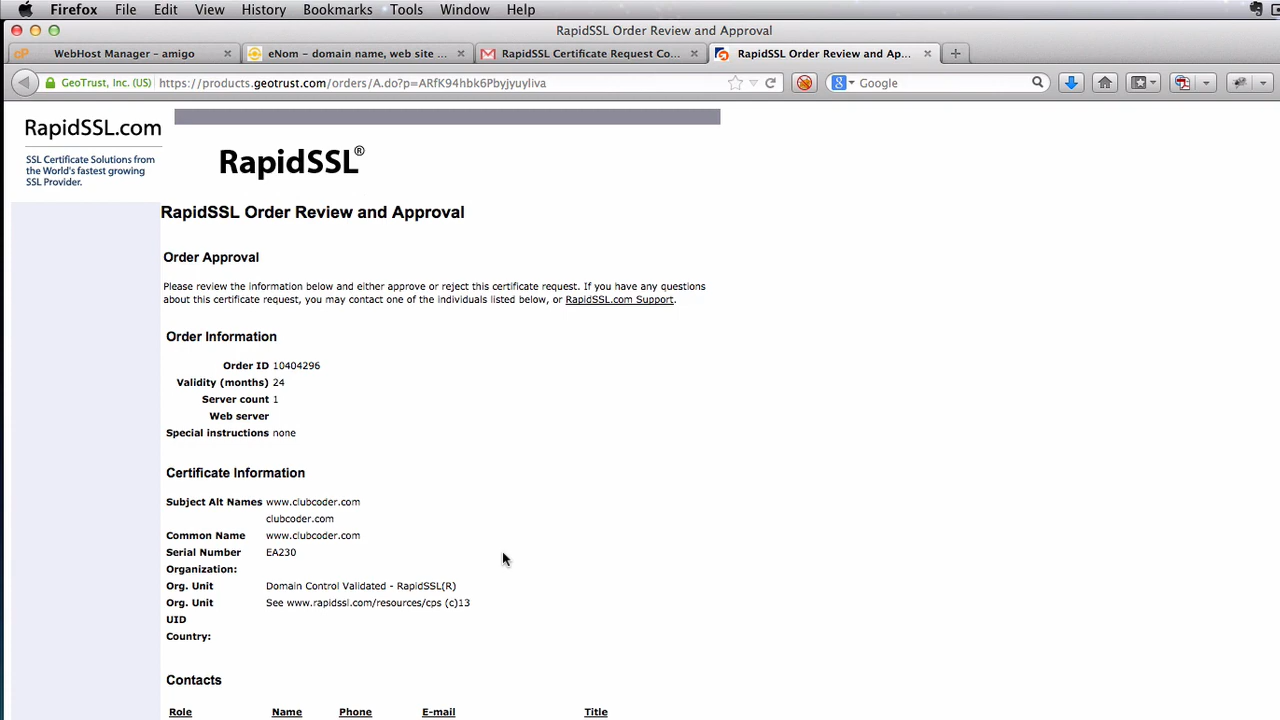 Firefox File Edit View History Bookmarks Tools Window Help
RapidSSL Order Review and Approval
WebHost Manager – amigo
eNom – domain name, web site ...
RapidSSL Certificate Request Co...
RapidSSL Order Review and Ap...
GeoTrust, Inc. (US) https://products.geotrust.com/orders/A.do?p=ARfK94hbk6Pbyjyuyliva
Google
RapidSSL.com
SSL Certificate Solutions from
the World's fastest growing
SSL Provider.
RapidSSL®
RapidSSL Order Review and Approval
Order Approval
Please review the information below and either approve or reject this certificate request. If you have any questions
about this certificate request, you may contact one of the individuals listed below, or RapidSSL.com Support.
Order Information
Order ID 10404296
Validity (months) 24
Server count 1
Web server
Special instructions none
Certificate Information
Subject Alt Names www.clubcoder.com
clubcoder.com
Common Name www.clubcoder.com
Serial Number EA230
Organization:
Org. Unit Domain Control Validated - RapidSSL(R)
Org. Unit See www.rapidssl.com/resources/cps (c)13
UID
Country:
Contacts
Role Name Phone E-mail Title